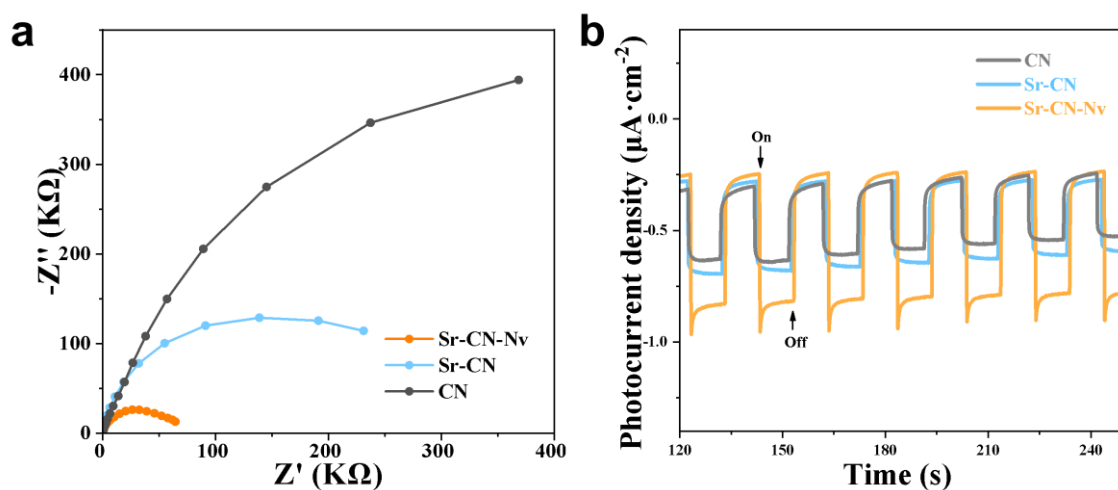 a
-Z'' (KΩ)
400
300
200
100
0
0
100
200
300
400
Z' (KΩ)
Sr-CN-Nv
Sr-CN
CN
b
Photocurrent density (μA·cm⁻²)
0.0
-0.5
-1.0
120
150
180
210
240
Time (s)
CN
Sr-CN
Sr-CN-Nv
On
Off